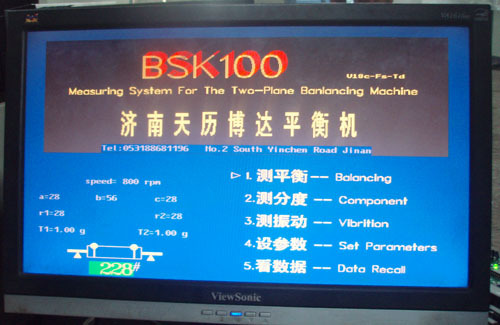 BSK100 V18c-Fs-Td
Measuring System For The Two-Plane Banlancing Machine
济南天历博达平衡机
Tel:053188681196 No.2 South Yinchem Road Jinan
speed= 800 rpm
a=28 b=56 c=28
r1=28 r2=28
T1=1.00 g T2=1.00 g
228#
▷ 1.测平衡-- Balancing
2.测分度-- Component
3.测振动-- Vibrition
4.设参数-- Set Parameters
5.看数据-- Data Recall
ViewSonic